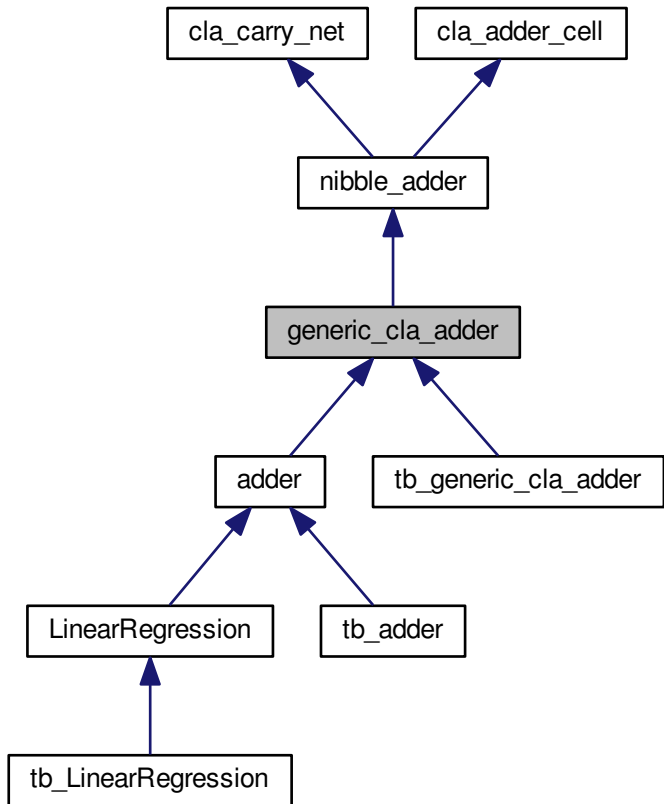 cla_carry_net
cla_adder_cell
nibble_adder
generic_cla_adder
adder
tb_generic_cla_adder
LinearRegression
tb_adder
tb_LinearRegression